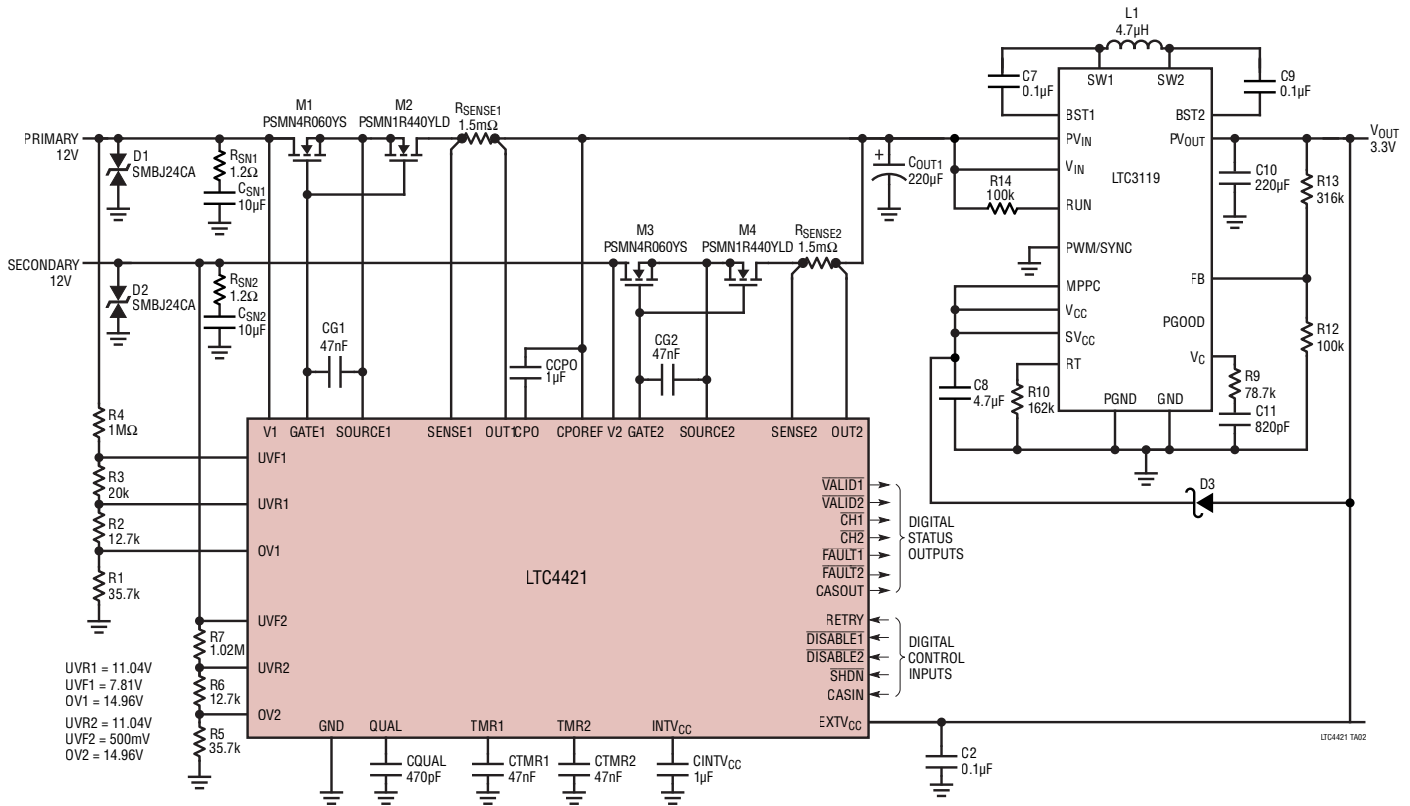 L1
4.7µH
C7
0.1µF
SW1
SW2
C9
0.1µF
BST1
BST2
M1
PSMN4R060YS
M2
PSMN1R440YLD
RSENSE1
1.5mΩ
PRIMARY
12V
D1
SMBJ24CA
RSN1
1.2Ω
CSN1
10µF
+
COUT1
220µF
PVIN
PVOUT
VOUT
3.3V
VIN
LTC3119
R14
100k
RUN
C10
220µF
R13
316k
M3
PSMN4R060YS
M4
PSMN1R440YLD
RSENSE2
1.5mΩ
PWM/SYNC
SECONDARY
12V
D2
SMBJ24CA
RSN2
1.2Ω
CSN2
10µF
MPPC
FB
VCC
PGOOD
SVCC
R12
100k
RT
VC
CG1
47nF
CCPO
1µF
CG2
47nF
C8
4.7µF
R10
162k
R9
78.7k
C11
820pF
PGND
GND
R4
1MΩ
V1
GATE1
SOURCE1
SENSE1
OUT1
CPO
CPOREF
V2
GATE2
SOURCE2
SENSE2
OUT2
UVF1
R3
20k
UVR1
R2
12.7k
OV1
R1
35.7k
D3
VALID1
VALID2
CH1
CH2
FAULT1
FAULT2
CASOUT
DIGITAL
STATUS
OUTPUTS
LTC4421
UVF2
R7
1.02M
UVR2
R6
12.7k
OV2
R5
35.7k
RETRY
DISABLE1
DISABLE2
SHDN
CASIN
DIGITAL
CONTROL
INPUTS
EXTVCC
UVR1 = 11.04V
UVF1 = 7.81V
OV1 = 14.96V
UVR2 = 11.04V
UVF2 = 500mV
OV2 = 14.96V
GND
QUAL
TMR1
TMR2
INTVCC
CQUAL
470pF
CTMR1
47nF
CTMR2
47nF
CINTVCC
1µF
C2
0.1µF
LTC4421 TA02